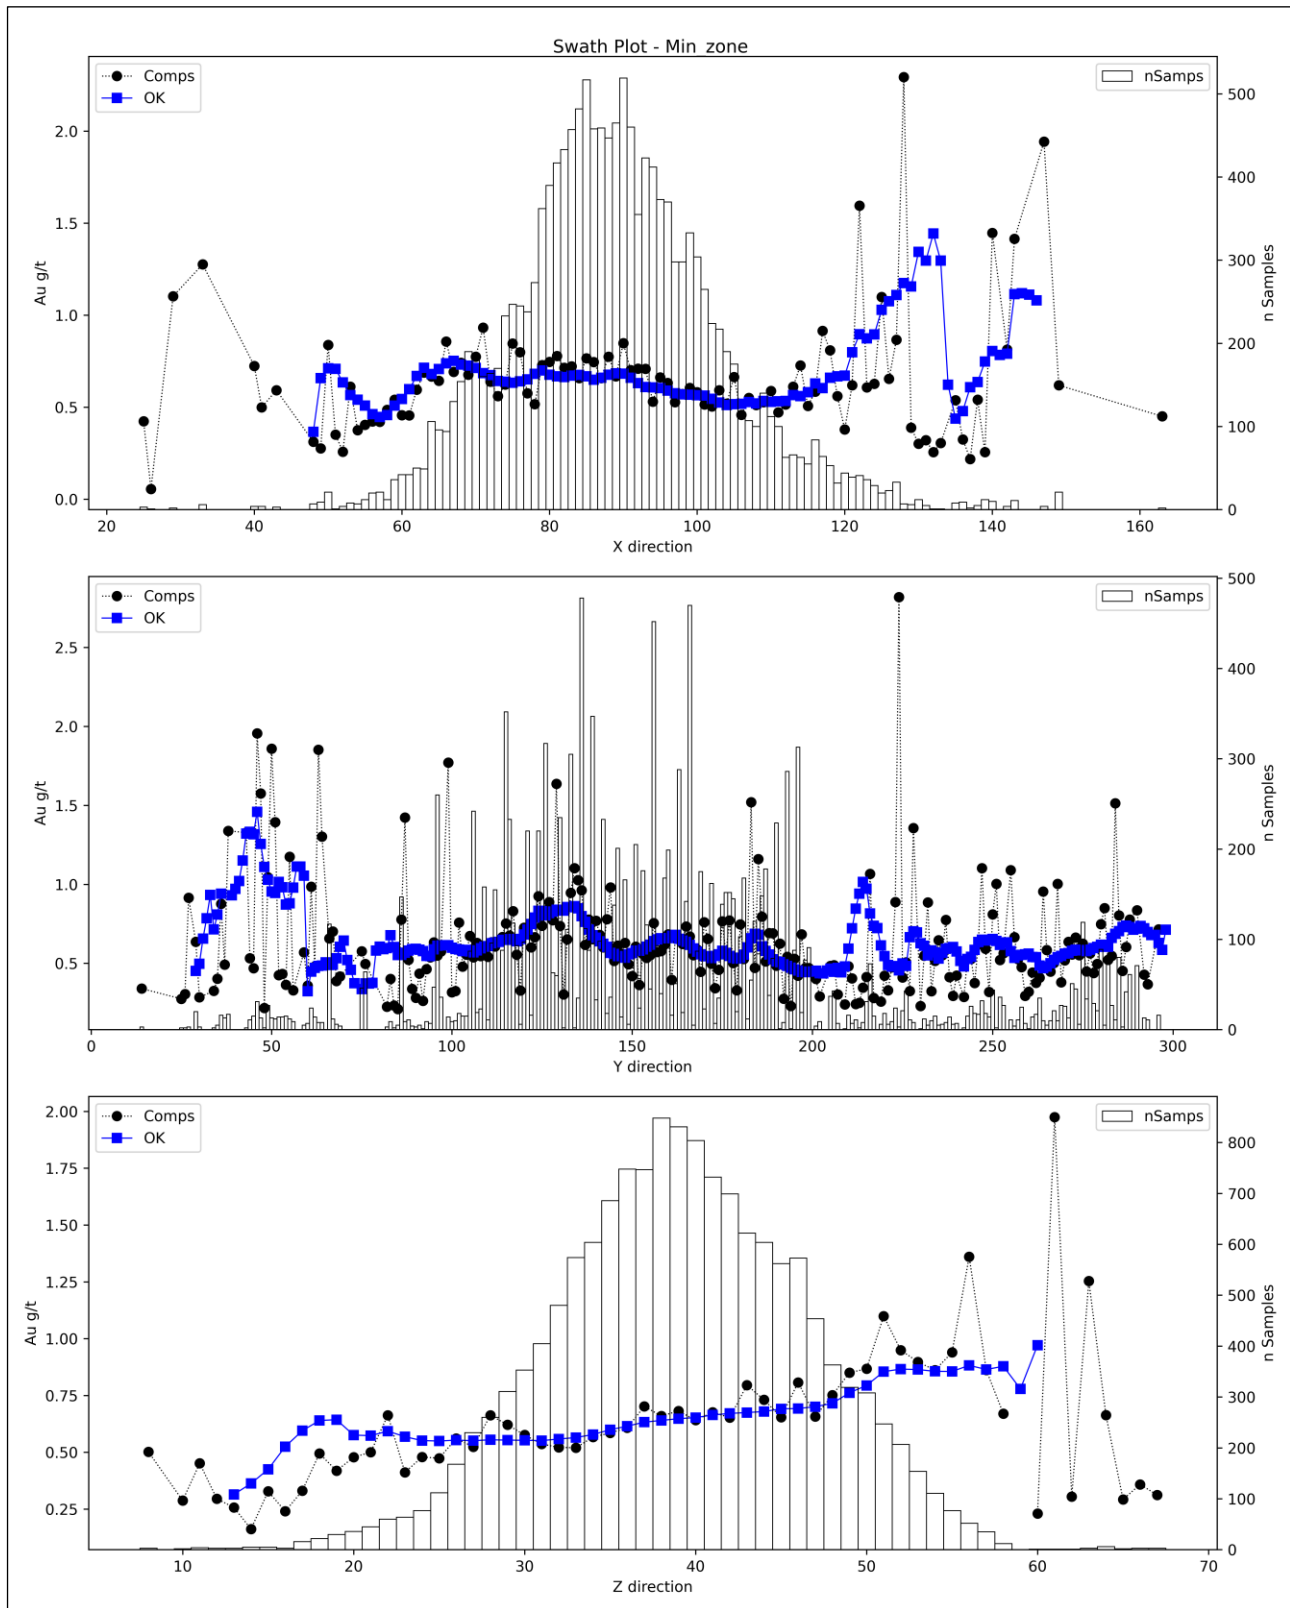 Swath Plot - Min_zone
Comps
OK
nSamps
2.0
1.5
1.0
0.5
0.0
Au g/t
500
400
300
200
100
0
n Samples
20 40 60 80 100 120 140 160
X direction
Comps
OK
nSamps
2.5
2.0
1.5
1.0
0.5
Au g/t
500
400
300
200
100
0
n Samples
0 50 100 150 200 250 300
Y direction
Comps
OK
nSamps
2.00
1.75
1.50
1.25
1.00
0.75
0.50
0.25
Au g/t
800
700
600
500
400
300
200
100
0
n Samples
10 20 30 40 50 60 70
Z direction